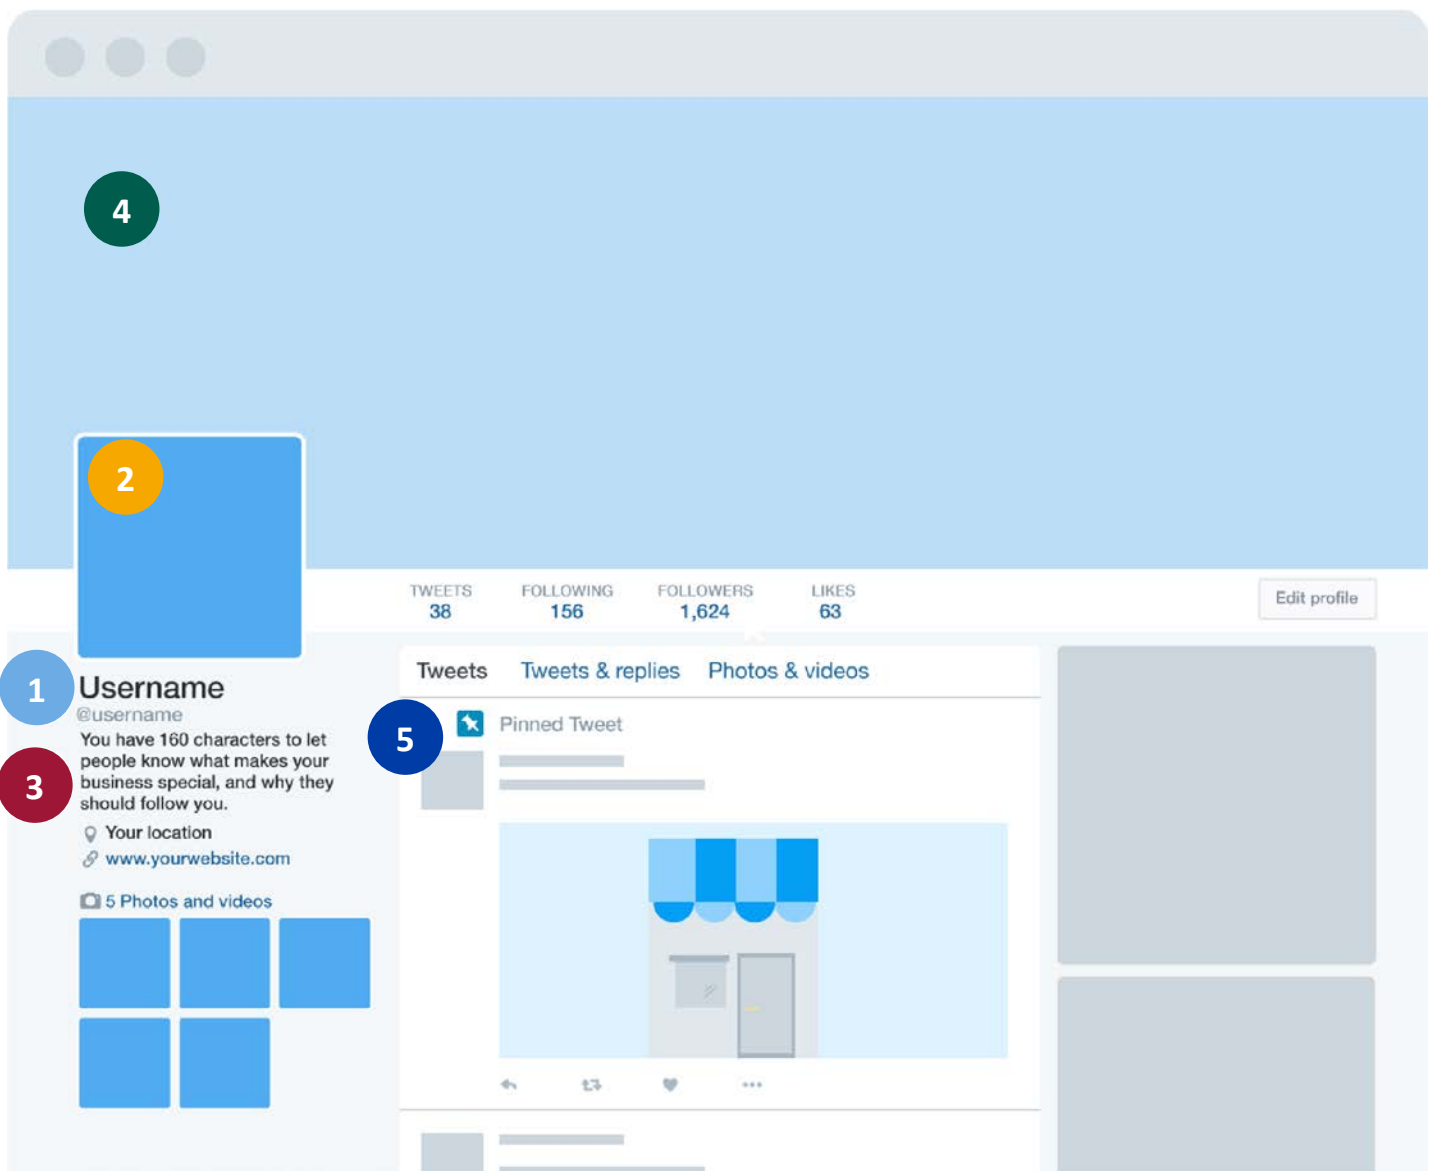 4
2
TWEETS FOLLOWING FOLLOWERS LIKES
38 156 1,624 63
Edit profile
1
Username
@username
3
You have 160 characters to let
people know what makes your
business special, and why they
should follow you.
Your location
www.yourwebsite.com
5 Photos and videos
Tweets Tweets & replies Photos & videos
5
Pinned Tweet